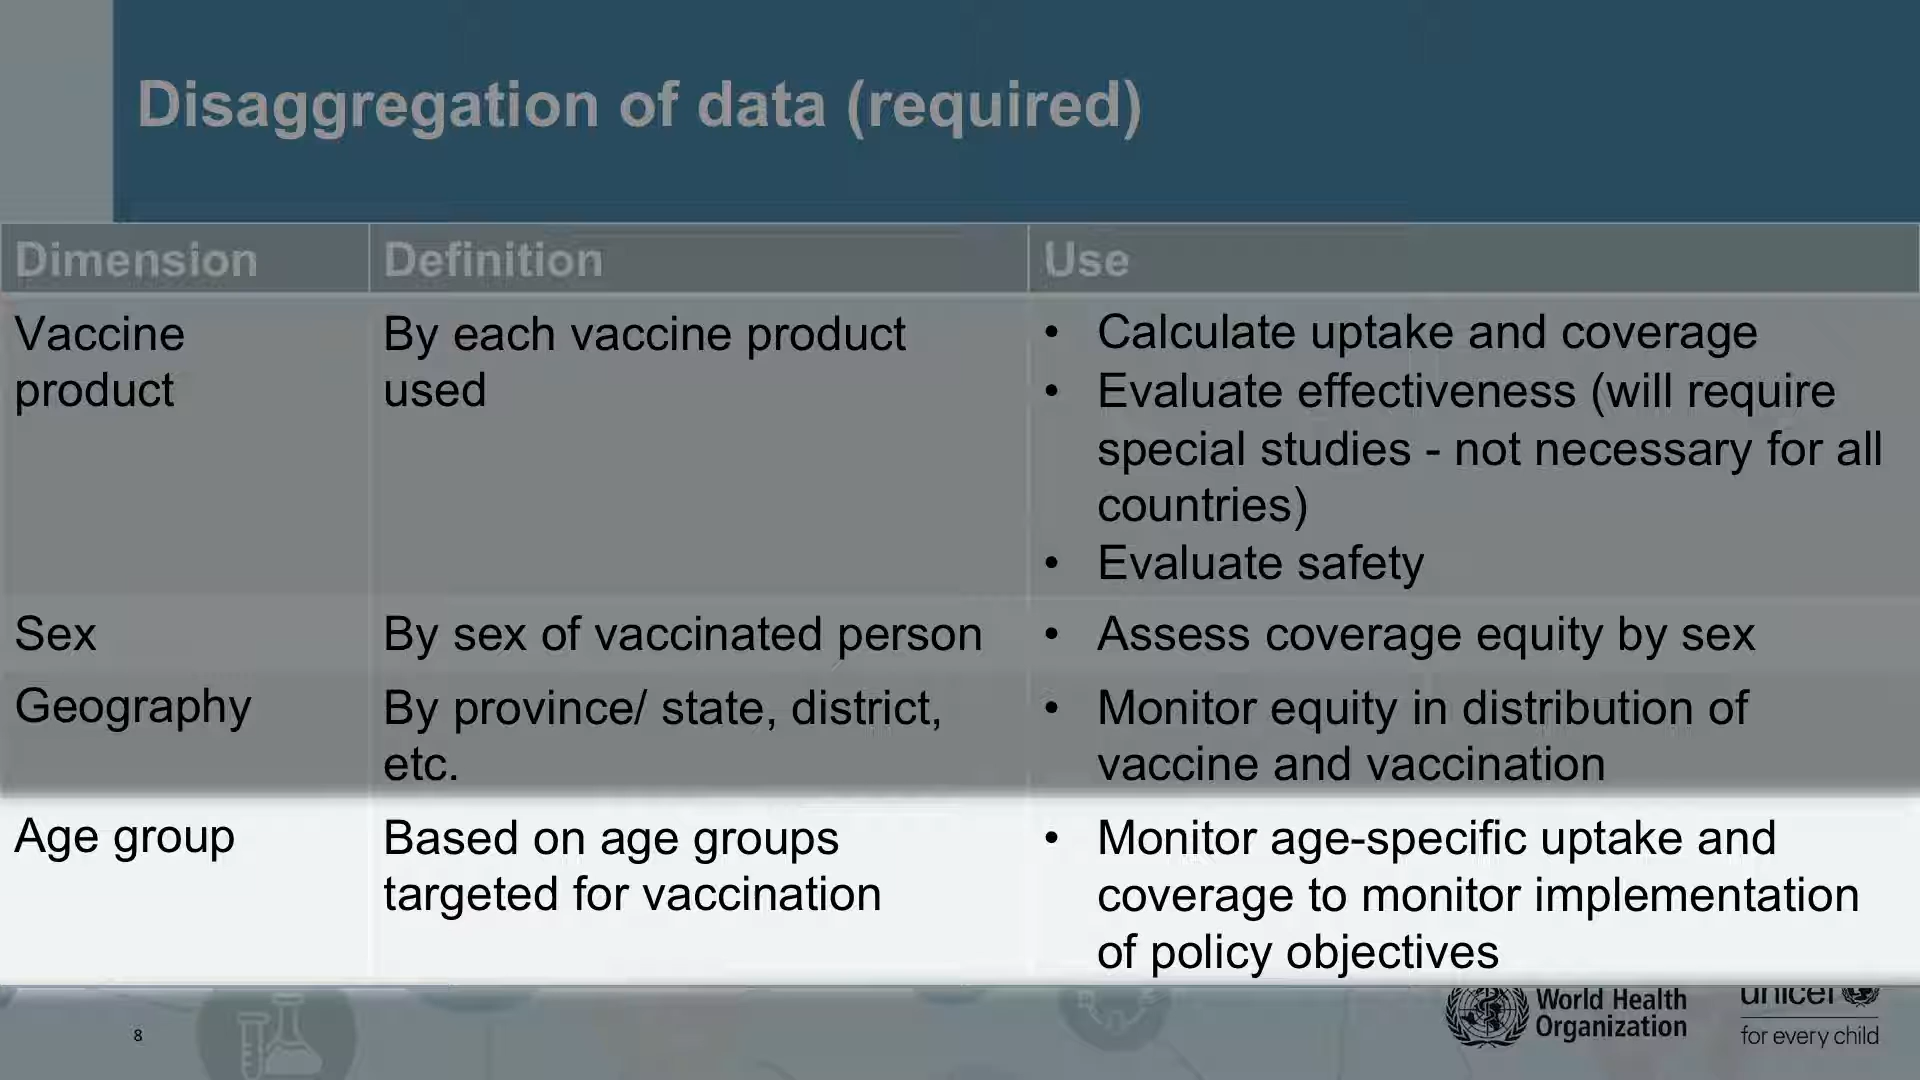 Disaggregation of data (required)
Dimension
Definition
Use
Vaccine
product
By each vaccine product
used
• Calculate uptake and coverage
• Evaluate effectiveness (will require
special studies - not necessary for all
countries)
• Evaluate safety
Sex
By sex of vaccinated person
• Assess coverage equity by sex
Geography
By province/ state, district,
etc.
• Monitor equity in distribution of
vaccine and vaccination
Age group
Based on age groups
targeted for vaccination
• Monitor age-specific uptake and
coverage to monitor implementation
of policy objectives
8
World Health
Organization
unicef
for every child